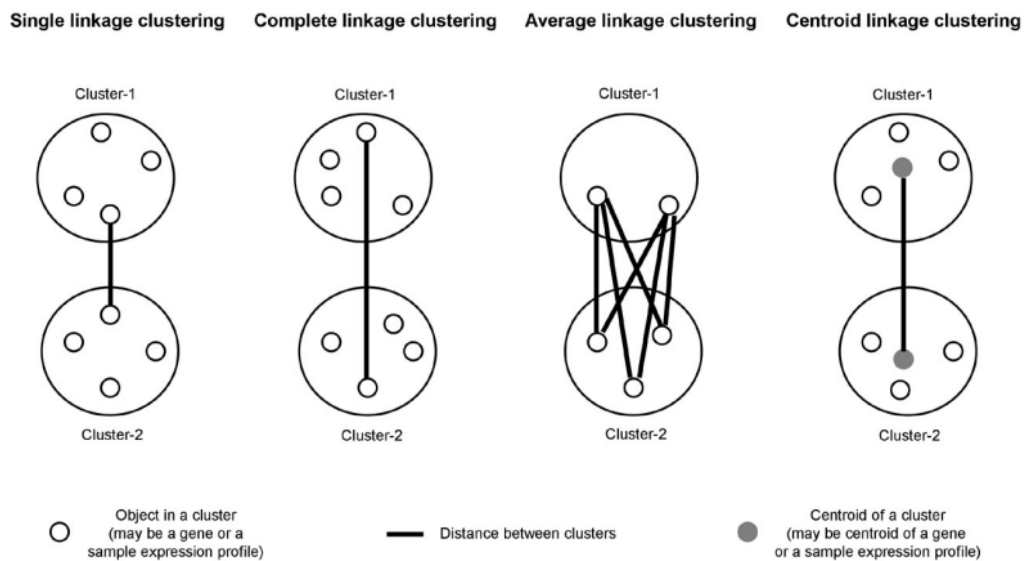 Single linkage clustering
Complete linkage clustering
Average linkage clustering
Centroid linkage clustering
Cluster-1
Cluster-1
Cluster-1
Cluster-1
Cluster-2
Cluster-2
Cluster-2
Cluster-2
Object in a cluster
(may be a gene or a
sample expression profile)
Distance between clusters
Centroid of a cluster
(may be centroid of a gene
or a sample expression profile)